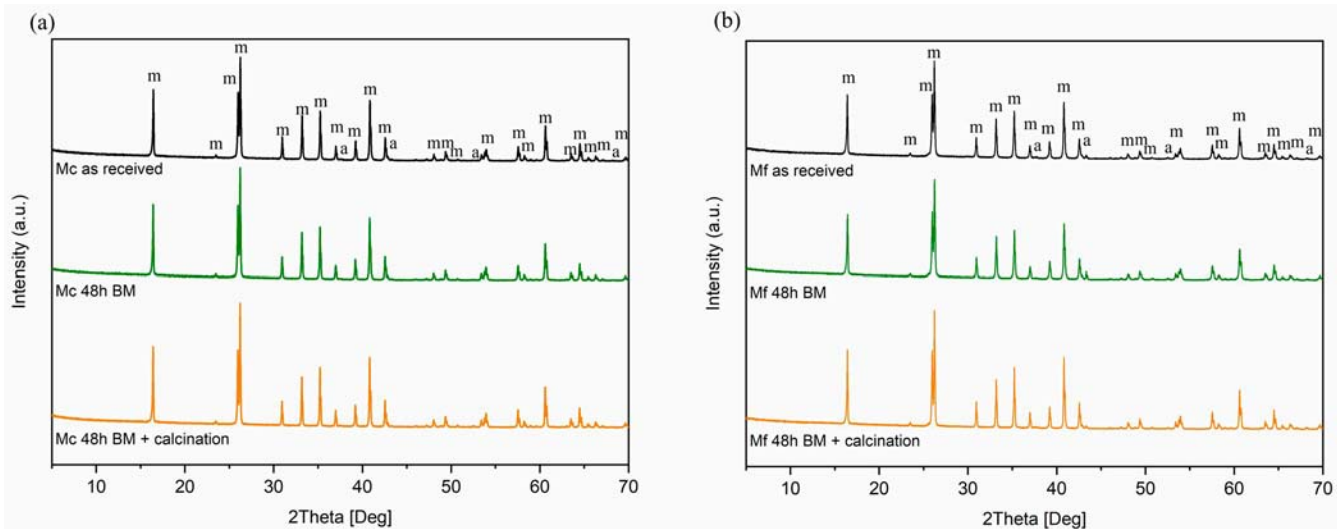 (a)
m
m
m
m
m
m
m
m
m
m
m
a
m
a
m
m
m
a
m
m
m
m
m
m
m
m
a
Mc as received
Mc 48h BM
Mc 48h BM + calcination
Intensity (a.u.)
10 20 30 40 50 60 70
2Theta [Deg]
(b)
m
m
m
m
m
m
m
m
m
m
m
a
a
m
m
m
a
m
m
m
m
m
m
m
m
a
Mf as received
Mf 48h BM
Mf 48h BM + calcination
Intensity (a.u.)
10 20 30 40 50 60 70
2Theta [Deg]